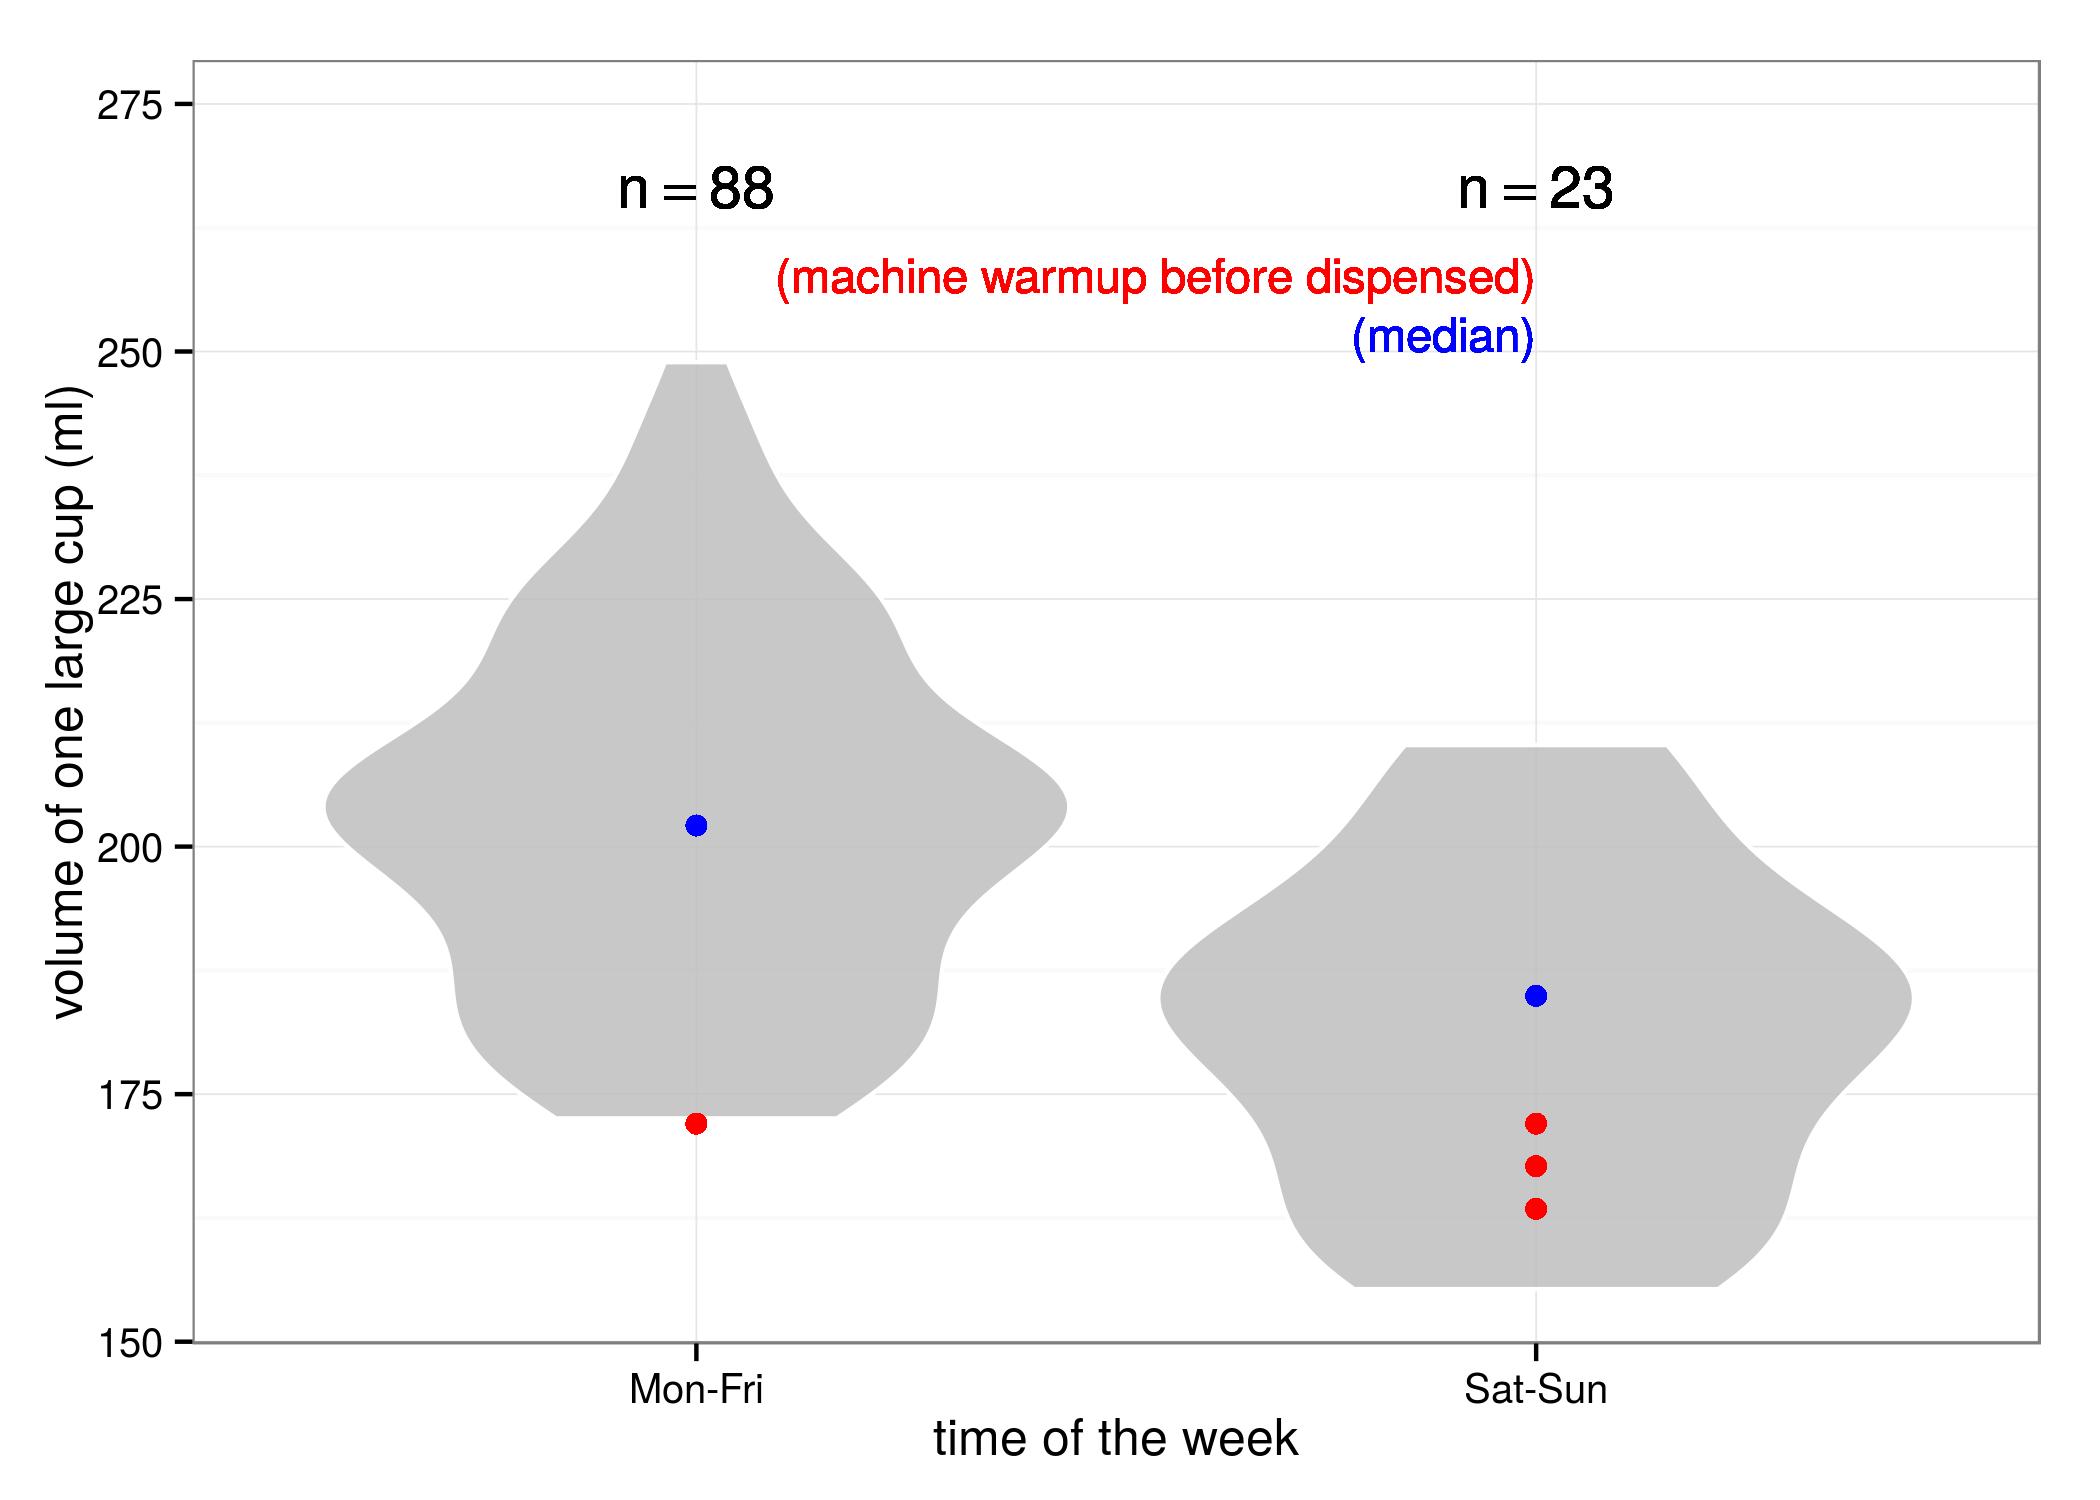 275
n = 88
n = 23
(machine warmup before dispensed)
(median)
250
225
200
175
150
volume of one large cup (ml)
Mon-Fri
Sat-Sun
time of the week